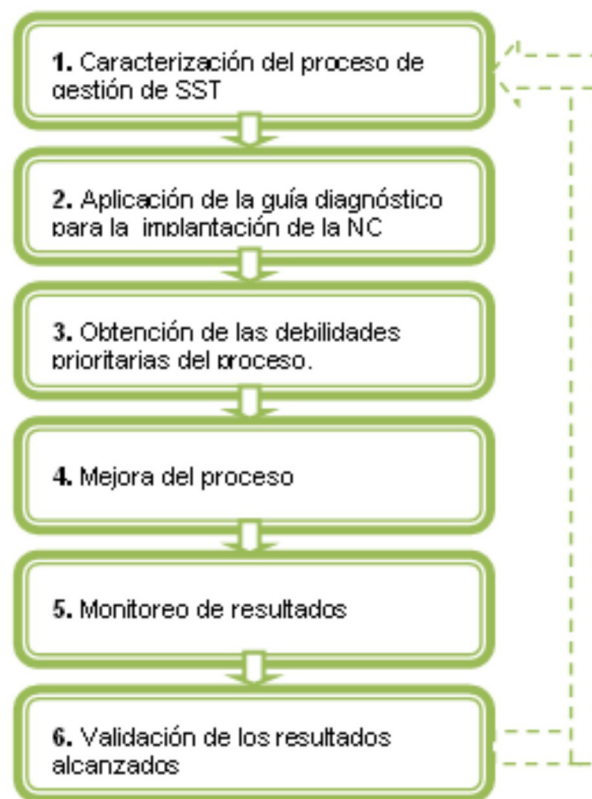 1. Caracterización del proceso de
gestión de SST
2. Aplicación de la guía diagnóstico
para la implantación de la NC
3. Obtención de las debilidades
prioritarias del proceso.
4. Mejora del proceso
5. Monitoreo de resultados
6. Validación de los resultados
alcanzados